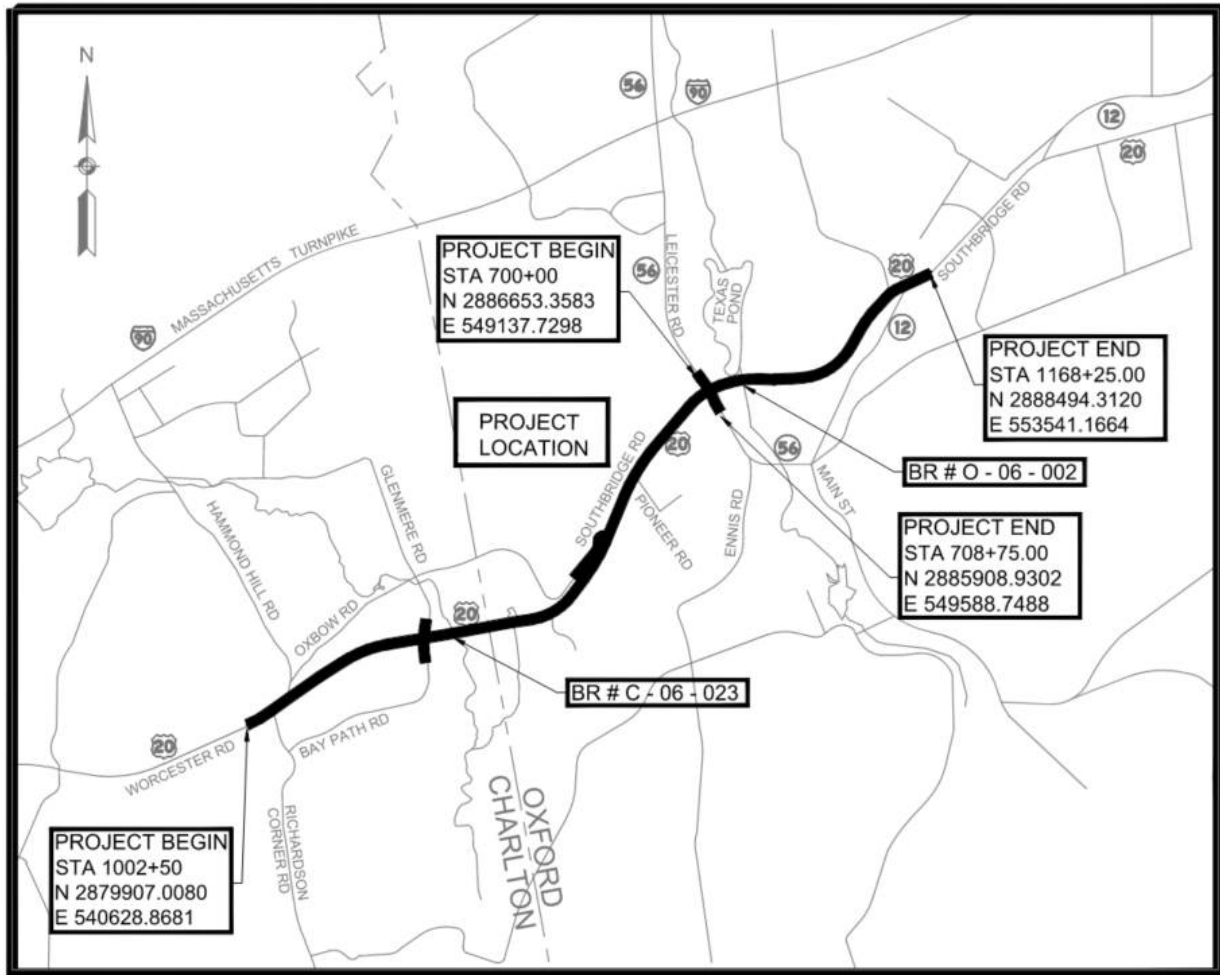 N
56
90
12
20
MASSACHUSETTS TURNPIKE
90
PROJECT BEGIN
STA 700+00
N 2886653.3583
E 549137.7298
56
LEICESTER RD
TEXAS
POND
20
SOUTHBRIDGE RD
12
PROJECT END
STA 1168+25.00
N 2888494.3120
E 553541.1664
PROJECT
LOCATION
SOUTHBRIDGE RD
20
56
MAIN ST
BR # O - 06 - 002
GLENMERE RD
HAMMOND HILL RD
PIONEER RD
ENNIS RD
PROJECT END
STA 708+75.00
N 2885908.9302
E 549588.7488
OXBOW RD
20
BR # C - 06 - 023
BAY PATH RD
20
WORCESTER RD
OXFORD
CHARLTON
RICHARDSON
CORNER RD
PROJECT BEGIN
STA 1002+50
N 2879907.0080
E 540628.8681